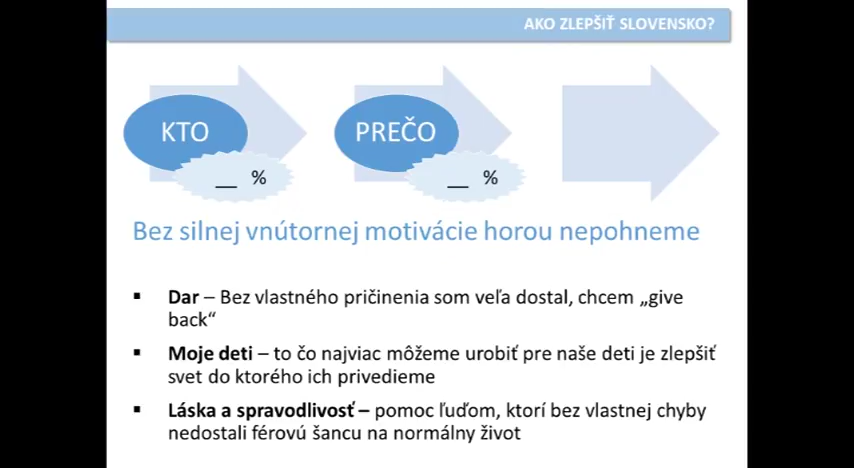 AKO ZLEPŠIŤ SLOVENSKO?
KTO
PREČO
__ %
__ %
Bez silnej vnútornej motivácie horou nepohneme
▪ Dar – Bez vlastného pričinenia som veľa dostal, chcem „give
back“
▪ Moje deti – to čo najviac môžeme urobiť pre naše deti je zlepšiť
svet do ktorého ich privedieme
▪ Láska a spravodlivosť – pomoc ľuďom, ktorí bez vlastnej chyby
nedostali férovú šancu na normálny život